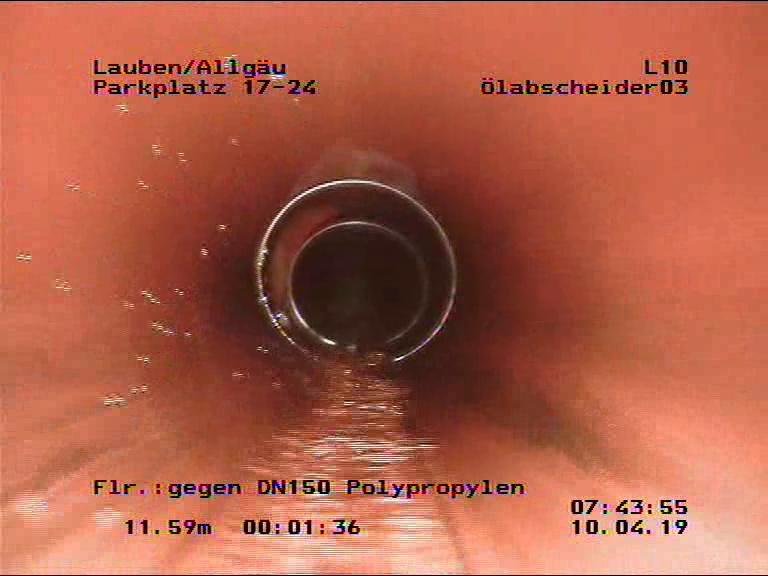 Lauben/Allgäu
L10
Parkplatz 17-24
Ölabscheider03
Flr.:gegen DN150 Polypropylen
07:43:55
11.59m 00:01:36
10.04.19